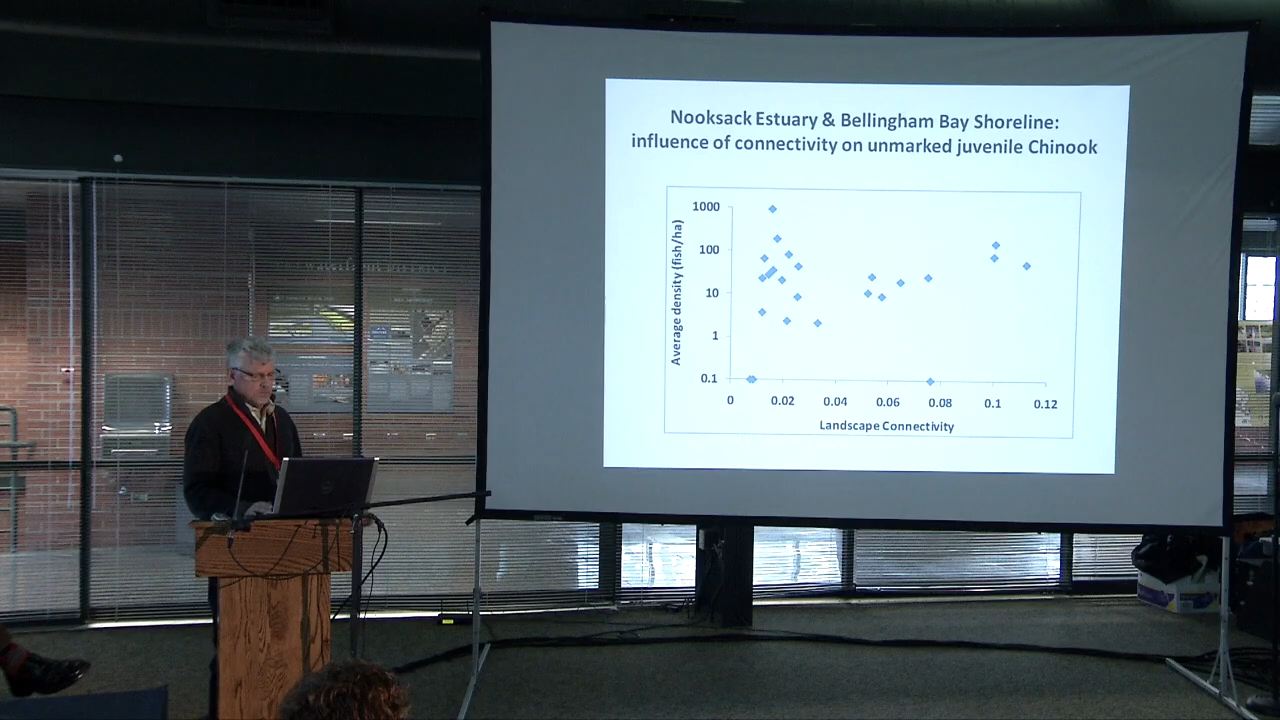 Nooksack Estuary & Bellingham Bay Shoreline:
influence of connectivity on unmarked juvenile Chinook
Average density (fish/ha)
1000
100
10
1
0.1
0 0.02 0.04 0.06 0.08 0.1 0.12
Landscape Connectivity